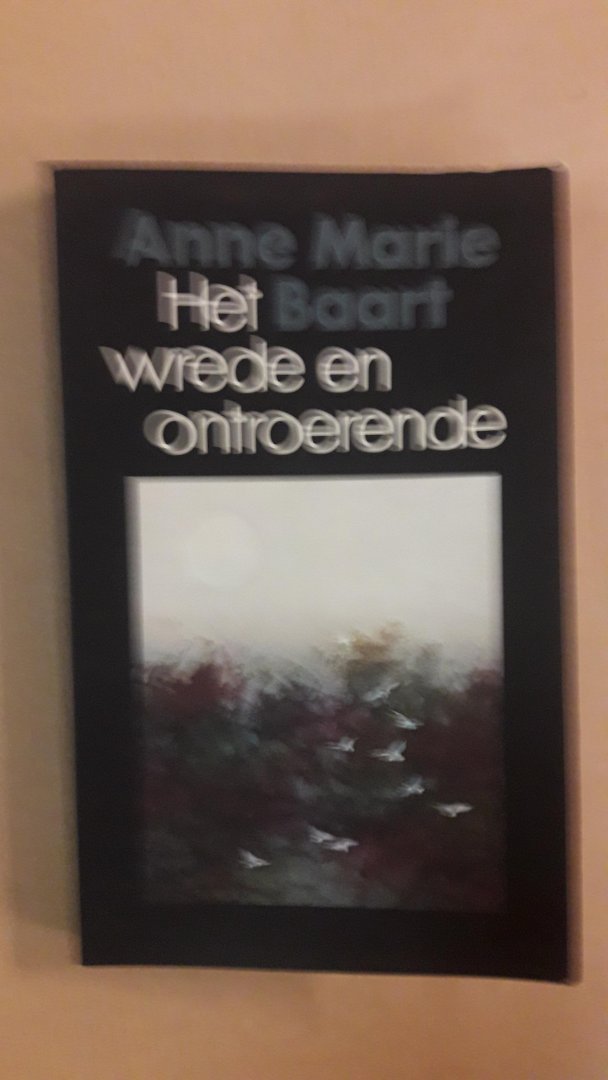 Anne Marie
Het Baart
wrede en
ontroerende